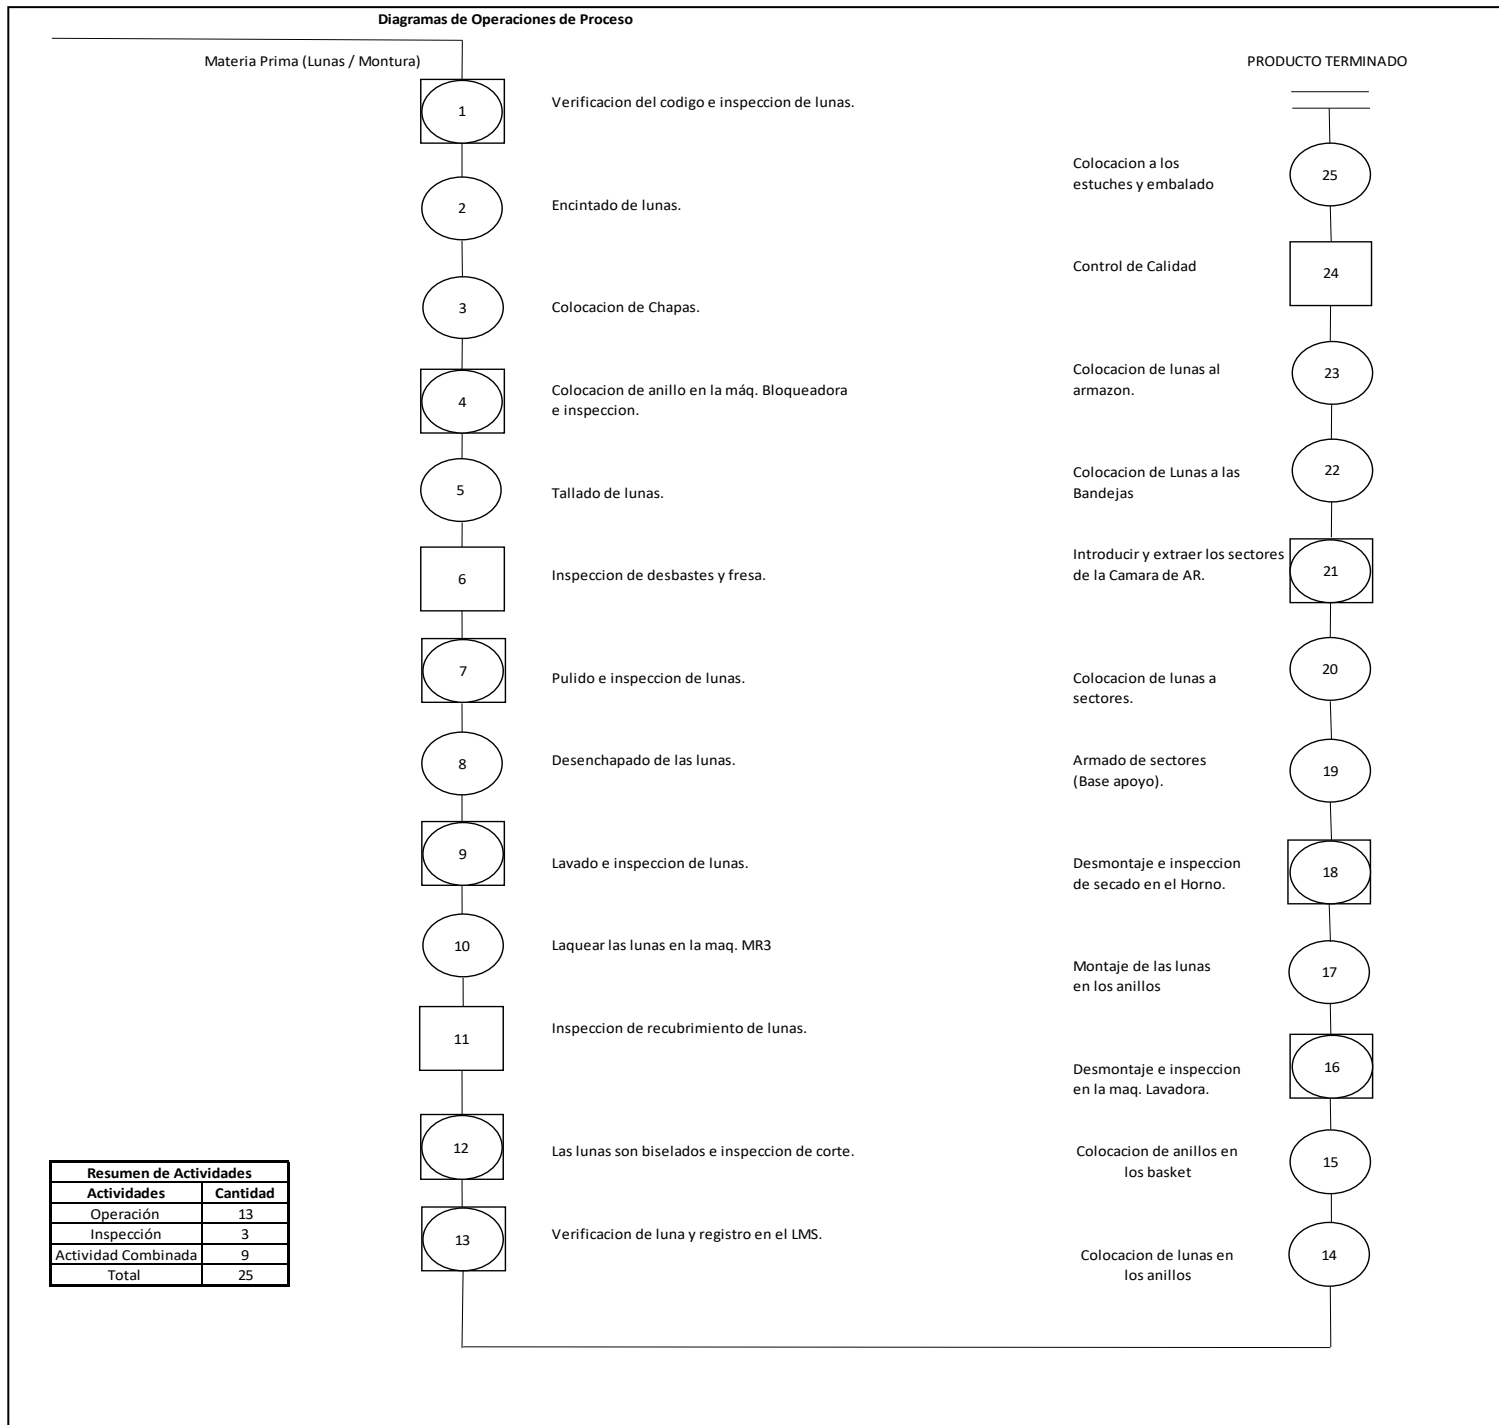 Diagramas de Operaciones de Proceso
Materia Prima (Lunas / Montura)
1
Verificacion del codigo e inspeccion de lunas.
2
Encintado de lunas.
3
Colocacion de Chapas.
4
Colocacion de anillo en la máq. Bloqueadora
e inspeccion.
5
Tallado de lunas.
6
Inspeccion de desbastes y fresa.
7
Pulido e inspeccion de lunas.
8
Desenchapado de las lunas.
9
Lavado e inspeccion de lunas.
10
Laquear las lunas en la maq. MR3
11
Inspeccion de recubrimiento de lunas.
12
Las lunas son biselados e inspeccion de corte.
13
Verificacion de luna y registro en el LMS.
PRODUCTO TERMINADO
Colocacion a los
estuches y embalado
25
Control de Calidad
24
Colocacion de lunas al
armazon.
23
Colocacion de Lunas a las
Bandejas
22
Introducir y extraer los sectores
de la Camara de AR.
21
Colocacion de lunas a
sectores.
20
Armado de sectores
(Base apoyo).
19
Desmontaje e inspeccion
de secado en el Horno.
18
Montaje de las lunas
en los anillos
17
Desmontaje e inspeccion
en la maq. Lavadora.
16
Colocacion de anillos en
los basket
15
Colocacion de lunas en
los anillos
14
Resumen de Actividades
Actividades Cantidad
Operación 13
Inspección 3
Actividad Combinada 9
Total 25